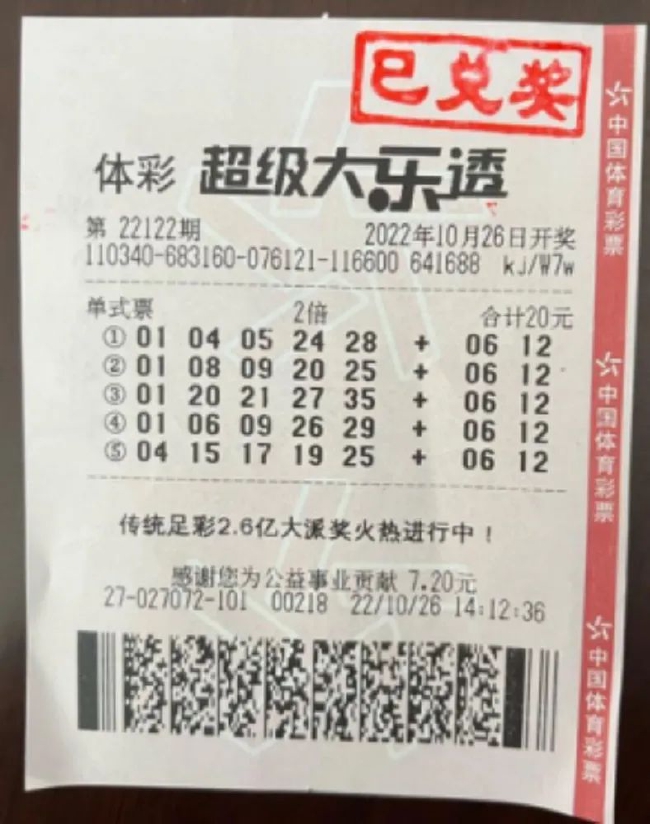 已兑奖
体彩 超级大乐透
第 22122期 2022年10月26日开奖
110340-683160-076121-116600 641688 kJ/W7w
单式票 2倍 合计20元
① 01 04 05 24 28 + 06 12
② 01 08 09 20 25 + 06 12
③ 01 20 21 27 35 + 06 12
④ 01 06 09 26 29 + 06 12
⑤ 04 15 17 19 25 + 06 12
传统足彩2.6亿大派奖火热进行中！
感谢您为公益事业贡献 7.20元
27-027072-101 00218 22/10/26 14:12:36
中国体育彩票
中国体育彩票
中国体育彩票